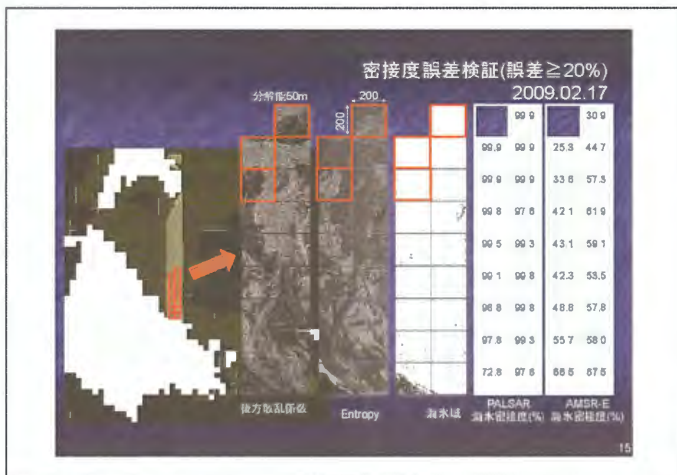 密接度誤差検証(誤差≧20%)
2009.02.17
分解能50m
200
200
99.9
30.9
99.9 99.9
25.3 44.7
99.9 99.9
33.6 57.3
99.8 97.6
42.1 61.9
99.5 99.3
43.1 59.1
99.1 99.8
42.3 53.5
96.8 99.8
48.8 57.8
97.8 99.3
55.7 58.0
72.8 97.6
66.5 67.5
後方散乱係数
Entropy
海氷域
PALSAR
海氷密接度(%)
AMSR-E
海氷密接度(%)
15